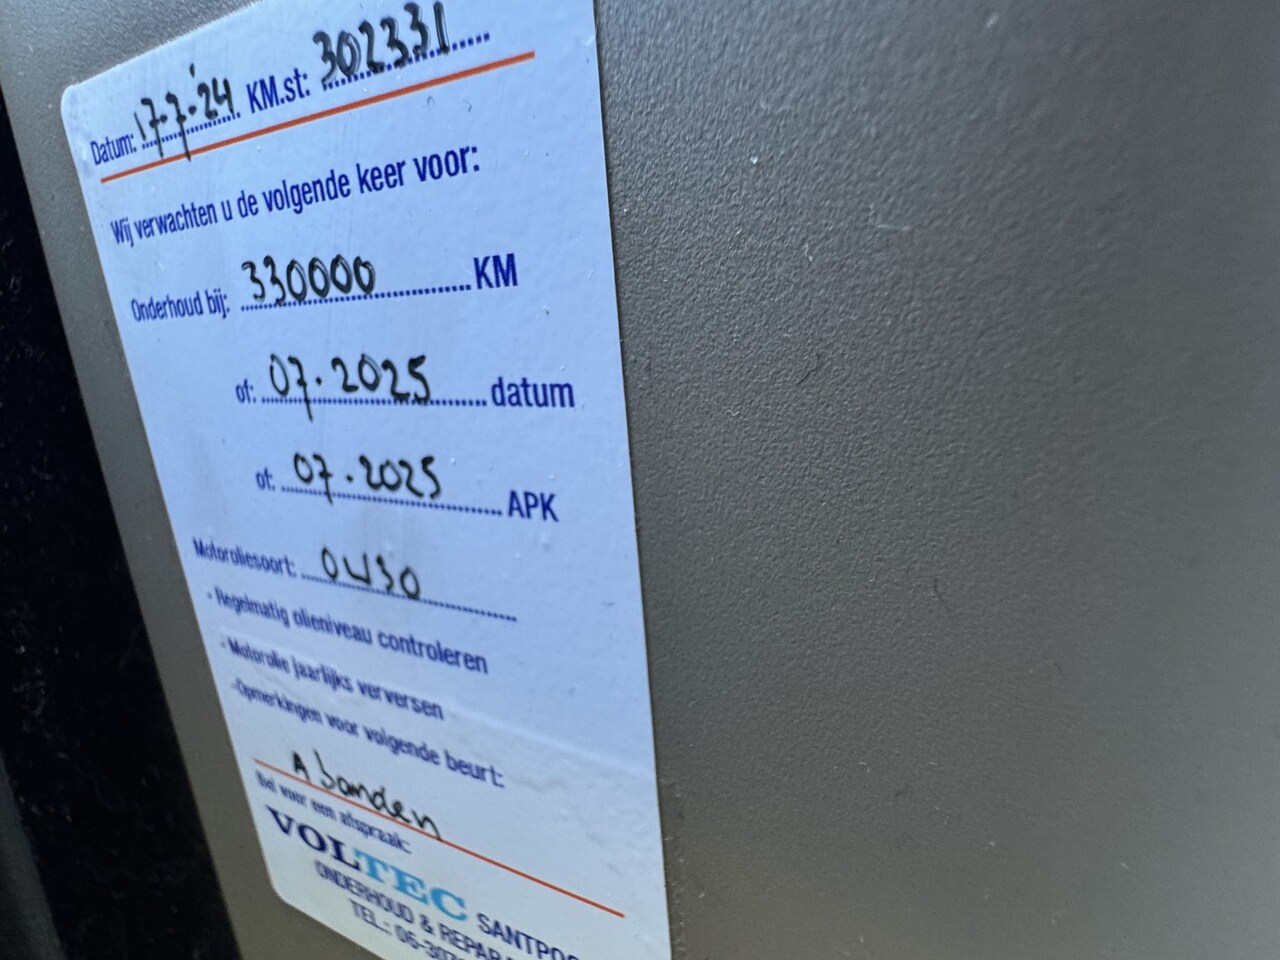 Datum: 17-7-'24 KM.st: 302331
Wij verwachten u de volgende keer voor:
Onderhoud bij: 330000 KM
of: 07.2025 datum
of: 07.2025 APK
Motoroliesoort: 0W30
- Regelmatig olieniveau controleren
- Motorolie jaarlijks verversen
- Opmerkingen voor volgende beurt:
A banden
Bel voor een afspraak:
VOLTEC SANTPOO
ONDERHOUD & REPARA
TEL.: 06-307